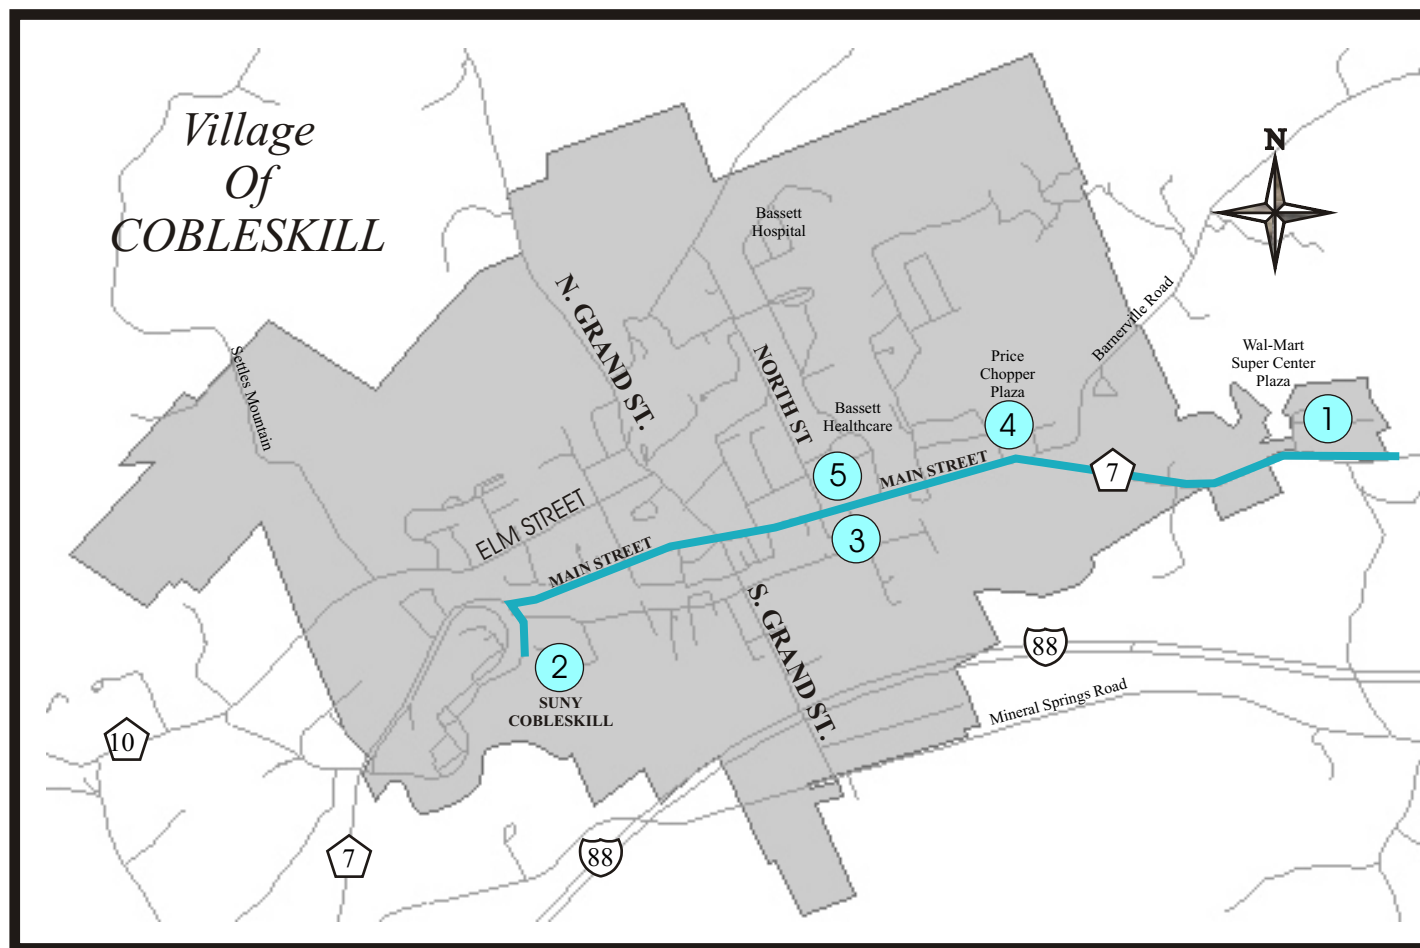 Village
Of
COBLESKILL
N
Bassett
Hospital
N. GRAND ST.
Barnerville Road
Settles Mountain
NORTH ST
Price
Chopper
Plaza
Wal-Mart
Super Center
Plaza
1
4
Bassett
Healthcare
5
MAIN STREET
7
3
ELM STREET
MAIN STREET
S. GRAND ST.
2
SUNY
COBLESKILL
88
Mineral Springs Road
10
7
88